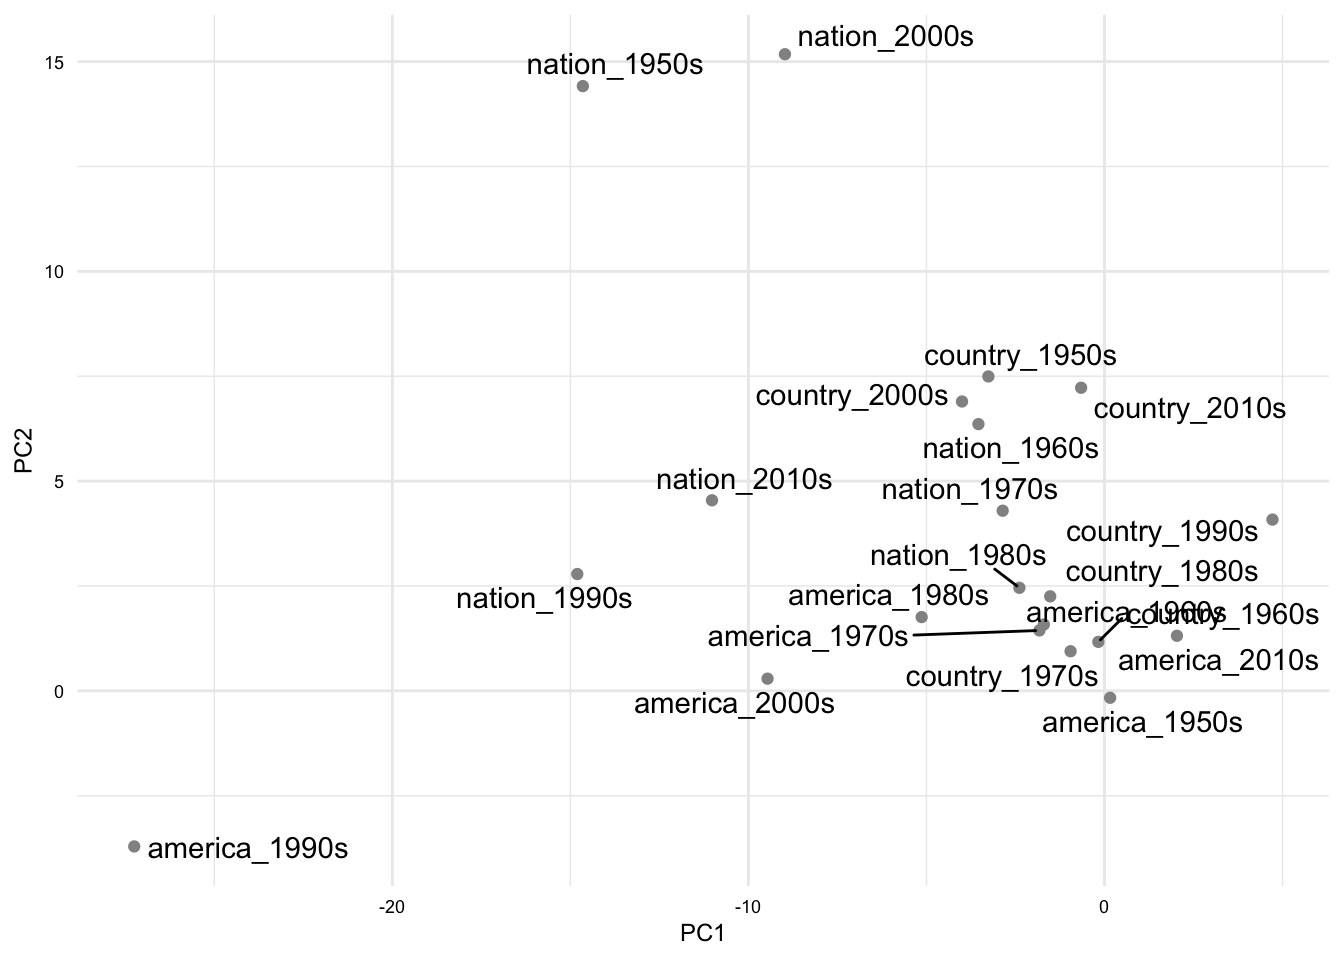 nation_2000s
nation_1950s
15
10
country_1950s
country_2000s
country_2010s
nation_1960s
nation_2010s
nation_1970s
5
country_1990s
nation_1980s
country_1980s
nation_1990s
america_1980s
america_1960s
country_1960s
america_1970s
america_2010s
country_1970s
0
america_2000s
america_1950s
america_1990s
-20
-10
0
PC1
PC2